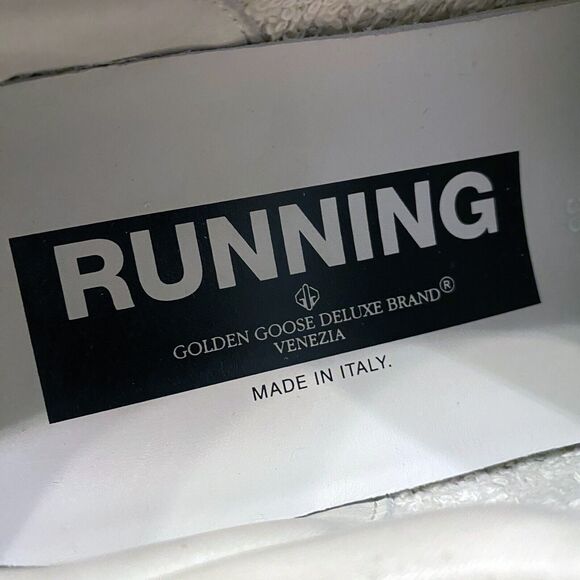 RUNNING
GOLDEN GOOSE DELUXE BRAND®
VENEZIA
MADE IN ITALY.